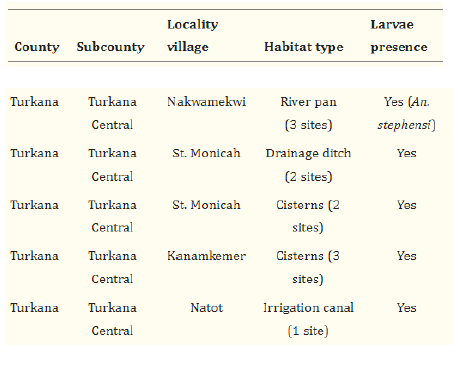 Locality Larvae
County Subcounty village Habitat type presence
Turkana Turkana Nakwamekwi River pan Yes (An.
Central (3 sites) stephensi)
Turkana Turkana St. Monicah Drainage ditch Yes
Central (2 sites)
Turkana Turkana St. Monicah Cisterns (2 Yes
Central sites)
Turkana Turkana Kanamkemer Cisterns (3 Yes
Central sites)
Turkana Turkana Natot Irrigation canal Yes
Central (1 site)